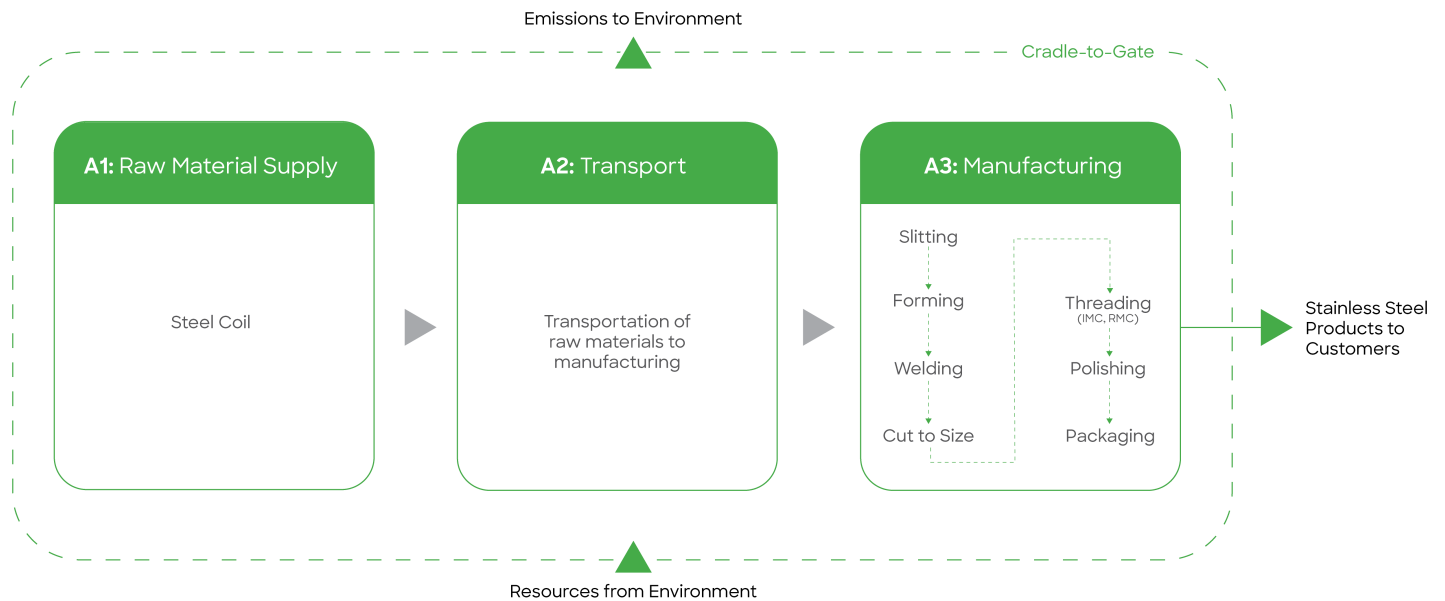 Emissions to Environment
Cradle-to-Gate
A1: Raw Material Supply
Steel Coil
A2: Transport
Transportation of
raw materials to
manufacturing
A3: Manufacturing
Slitting
Forming
Welding
Cut to Size
Threading
(IMC, RMC)
Polishing
Packaging
Stainless Steel
Products to
Customers
Resources from Environment